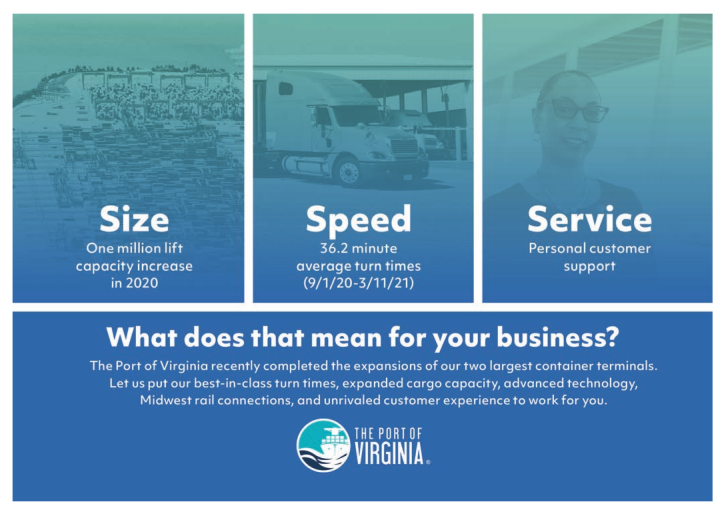 Size
One million lift
capacity increase
in 2020
Speed
36.2 minute
average turn times
(9/1/20-3/11/21)
Service
Personal customer
support
What does that mean for your business?
The Port of Virginia recently completed the expansions of our two largest container terminals.
Let us put our best-in-class turn times, expanded cargo capacity, advanced technology,
Midwest rail connections, and unrivaled customer experience to work for you.
THE PORT OF
VIRGINIA®